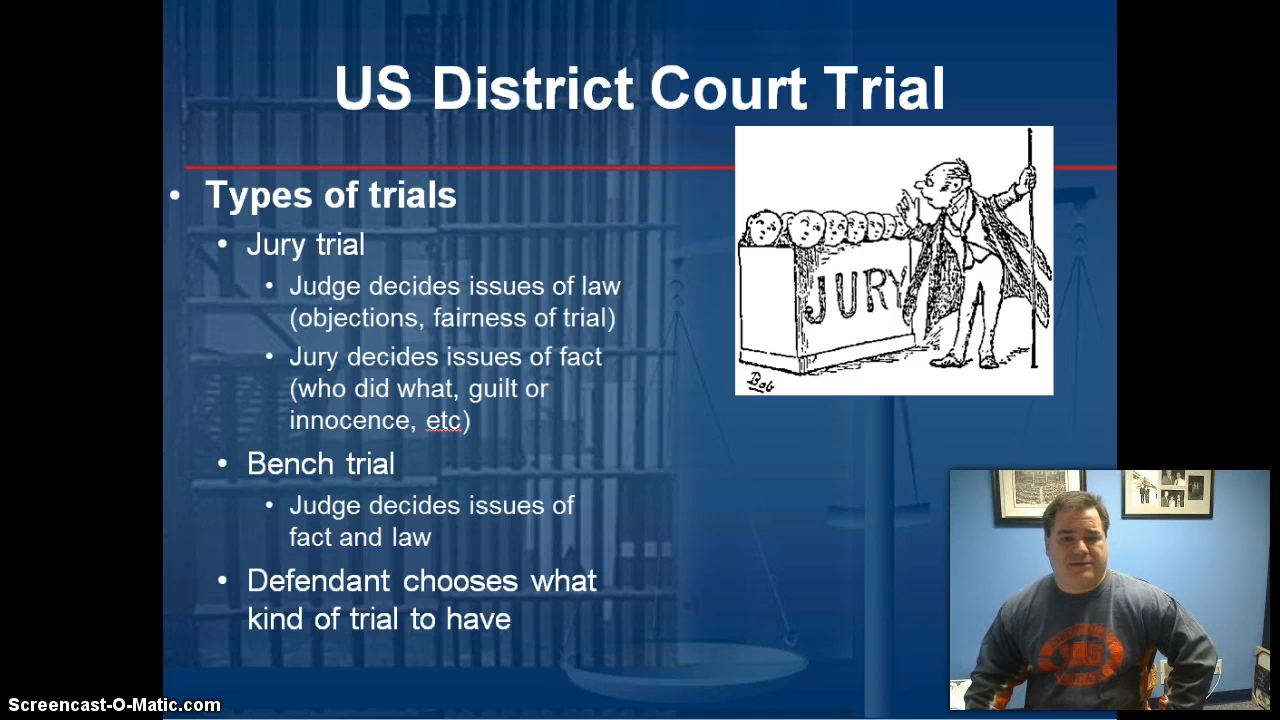 US District Court Trial
• Types of trials
• Jury trial
• Judge decides issues of law
(objections, fairness of trial)
• Jury decides issues of fact
(who did what, guilt or
innocence, etc)
• Bench trial
• Judge decides issues of
fact and law
• Defendant chooses what
kind of trial to have
JURY
Bob
Screencast-O-Matic.com